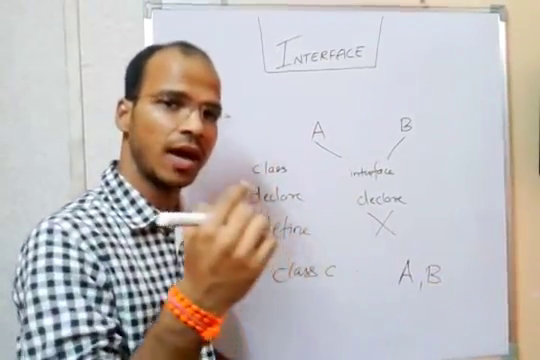 INTERFACE
A B
class interface
declare declare
define X
class C A, B